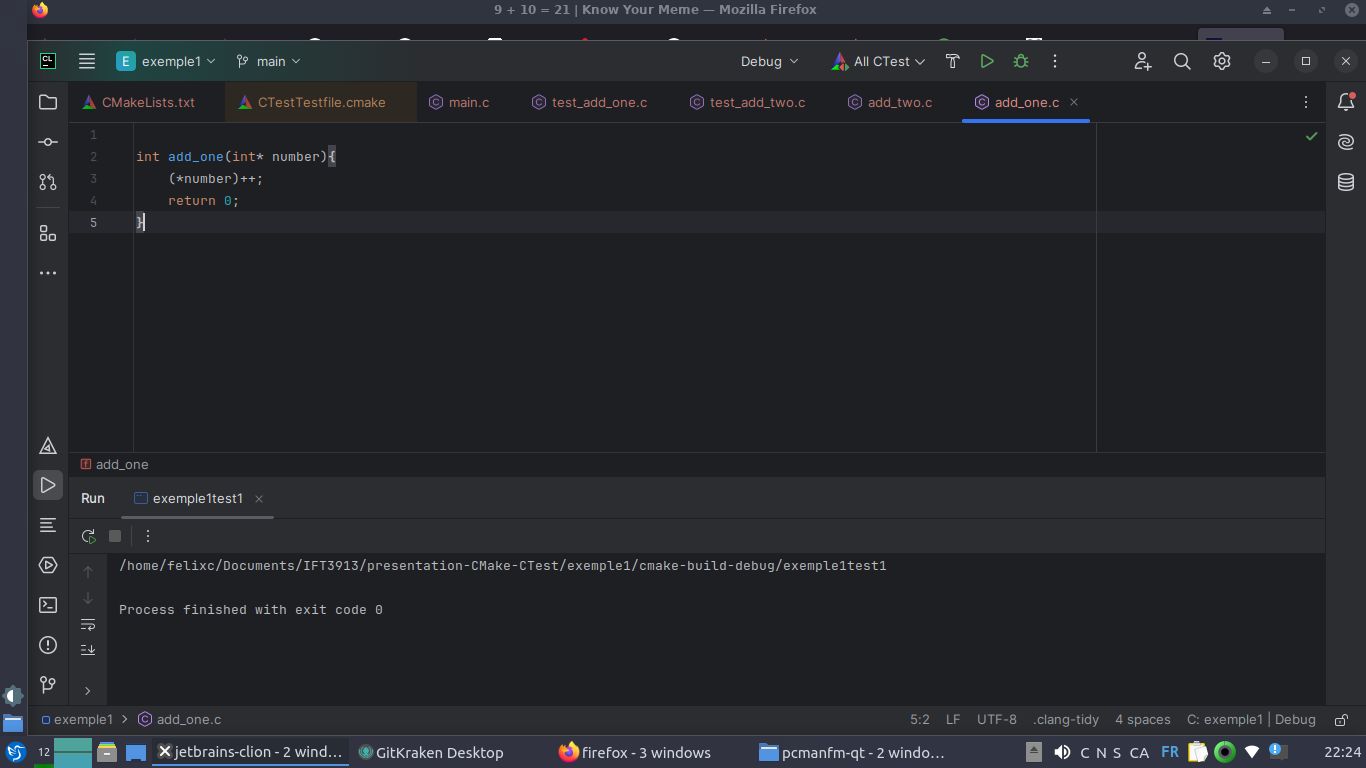 9 + 10 = 21 | Know Your Meme — Mozilla Firefox
CL E exemple1 main Debug All CTest
CMakeLists.txt CTestTestfile.cmake main.c test_add_one.c test_add_two.c add_two.c add_one.c
1
2 int add_one(int* number){
3 (*number)++;
4 return 0;
5 }
f add_one
Run exemple1test1
/home/felixc/Documents/IFT3913/presentation-CMake-CTest/exemple1/cmake-build-debug/exemple1test1
Process finished with exit code 0
exemple1 > C add_one.c 5:2 LF UTF-8 .clang-tidy 4 spaces C: exemple1 | Debug
12 jetbrains-clion - 2 wind... GitKraken Desktop firefox - 3 windows pcmanfm-qt - 2 windo... C N S CA FR 22:24